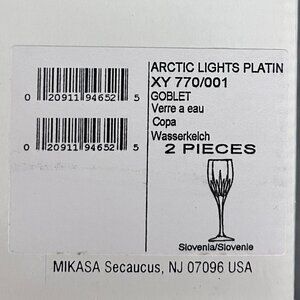 ARCTIC LIGHTS PLATIN
XY 770/001
GOBLET
Verre a eau
Copa
Wasserkelch
2 PIECES
0 20911 94652 5
0 20911 94652 5
Slovenia/Slovenie
MIKASA Secaucus, NJ 07096 USA